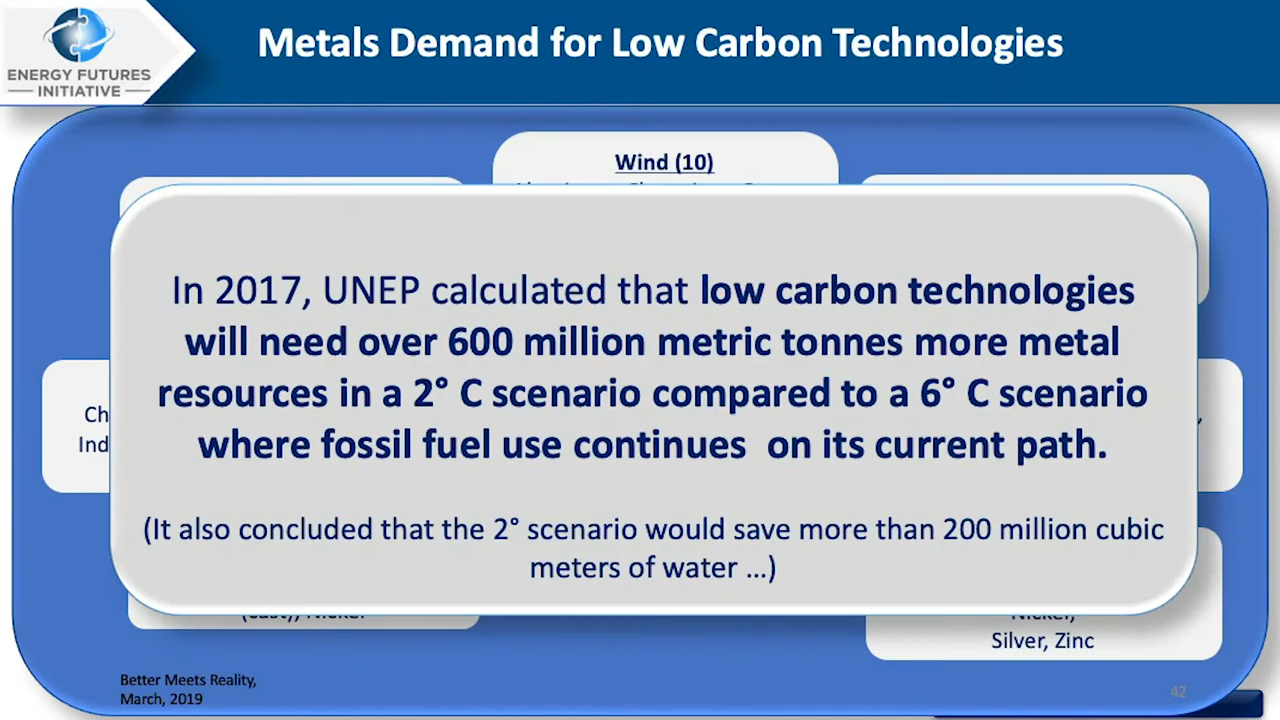 ENERGY FUTURES
INITIATIVE
Metals Demand for Low Carbon Technologies
Wind (10)
In 2017, UNEP calculated that low carbon technologies
will need over 600 million metric tonnes more metal
resources in a 2° C scenario compared to a 6° C scenario
where fossil fuel use continues on its current path.
(It also concluded that the 2° scenario would save more than 200 million cubic
meters of water ...)
Ch
Ind
Nickel,
Silver, Zinc
Better Meets Reality,
March, 2019
42